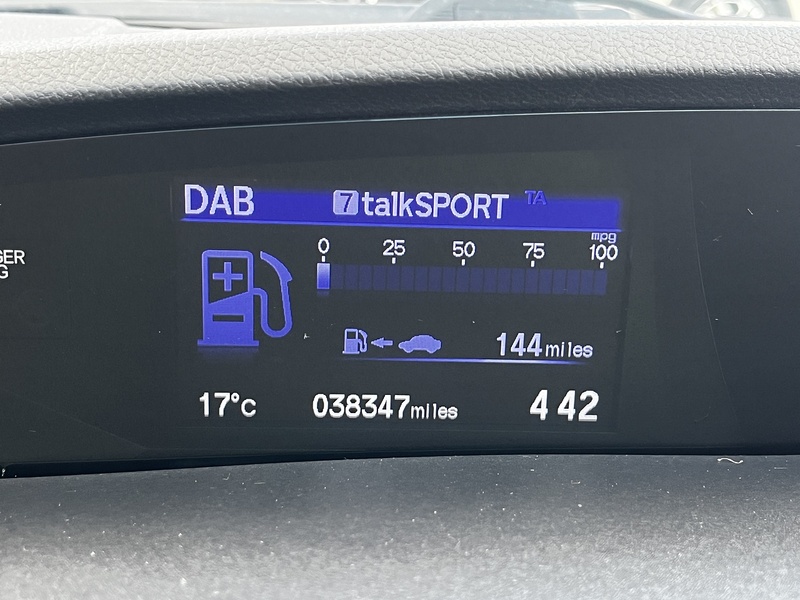 DAB 7 talkSPORT TA
mpg
0 25 50 75 100
144 miles
17°C 038347 miles 4 42